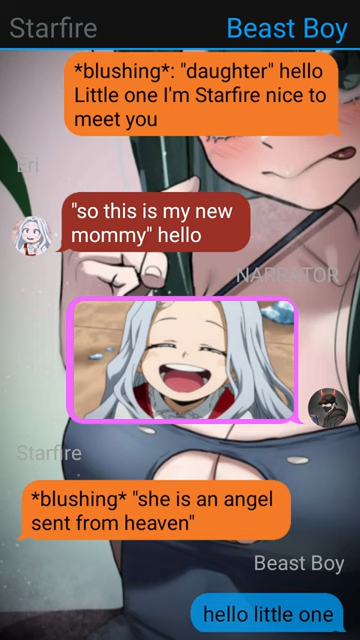 Starfire Beast Boy
*blushing*: "daughter" hello
Little one I'm Starfire nice to
meet you
Eri
"so this is my new
mommy" hello
NARRATOR
Starfire
*blushing* "she is an angel
sent from heaven"
Beast Boy
hello little one